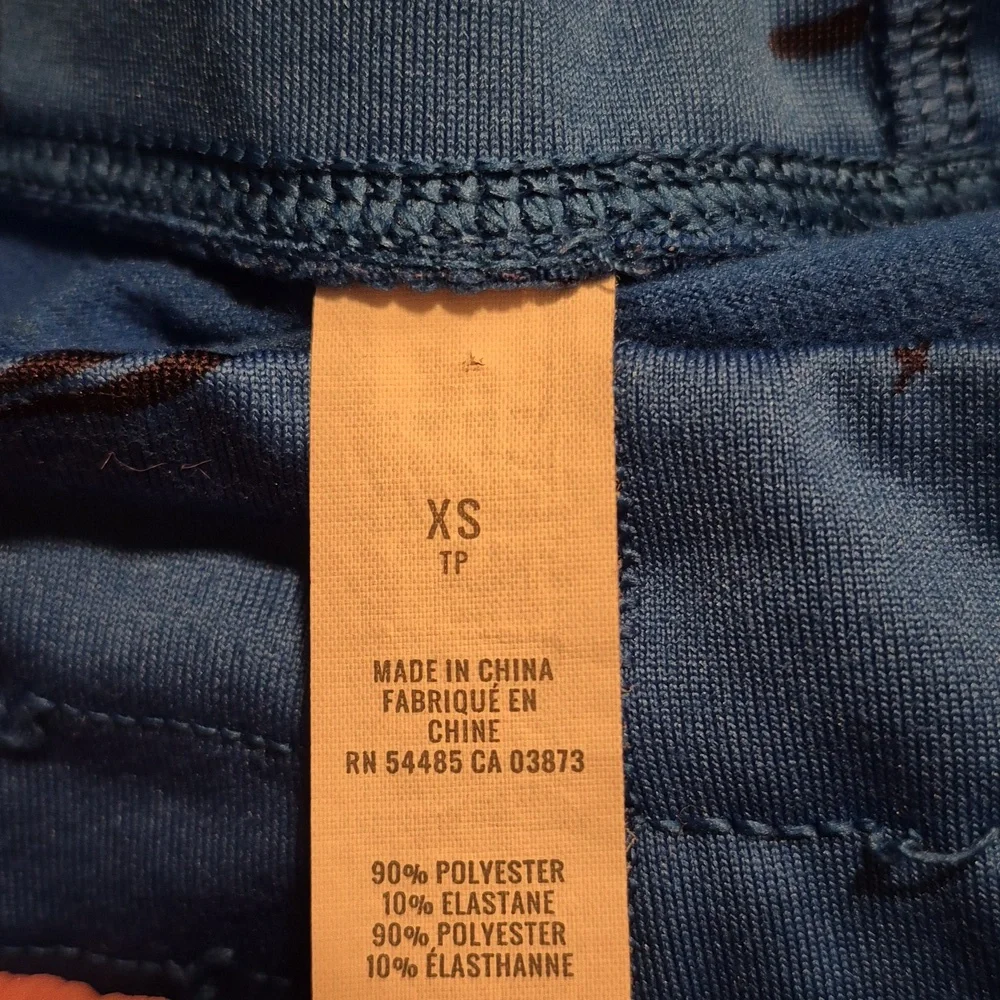 XS
TP
MADE IN CHINA
FABRIQUÉ EN
CHINE
RN 54485 CA 03873
90% POLYESTER
10% ELASTANE
90% POLYESTER
10% ÉLASTHANNE